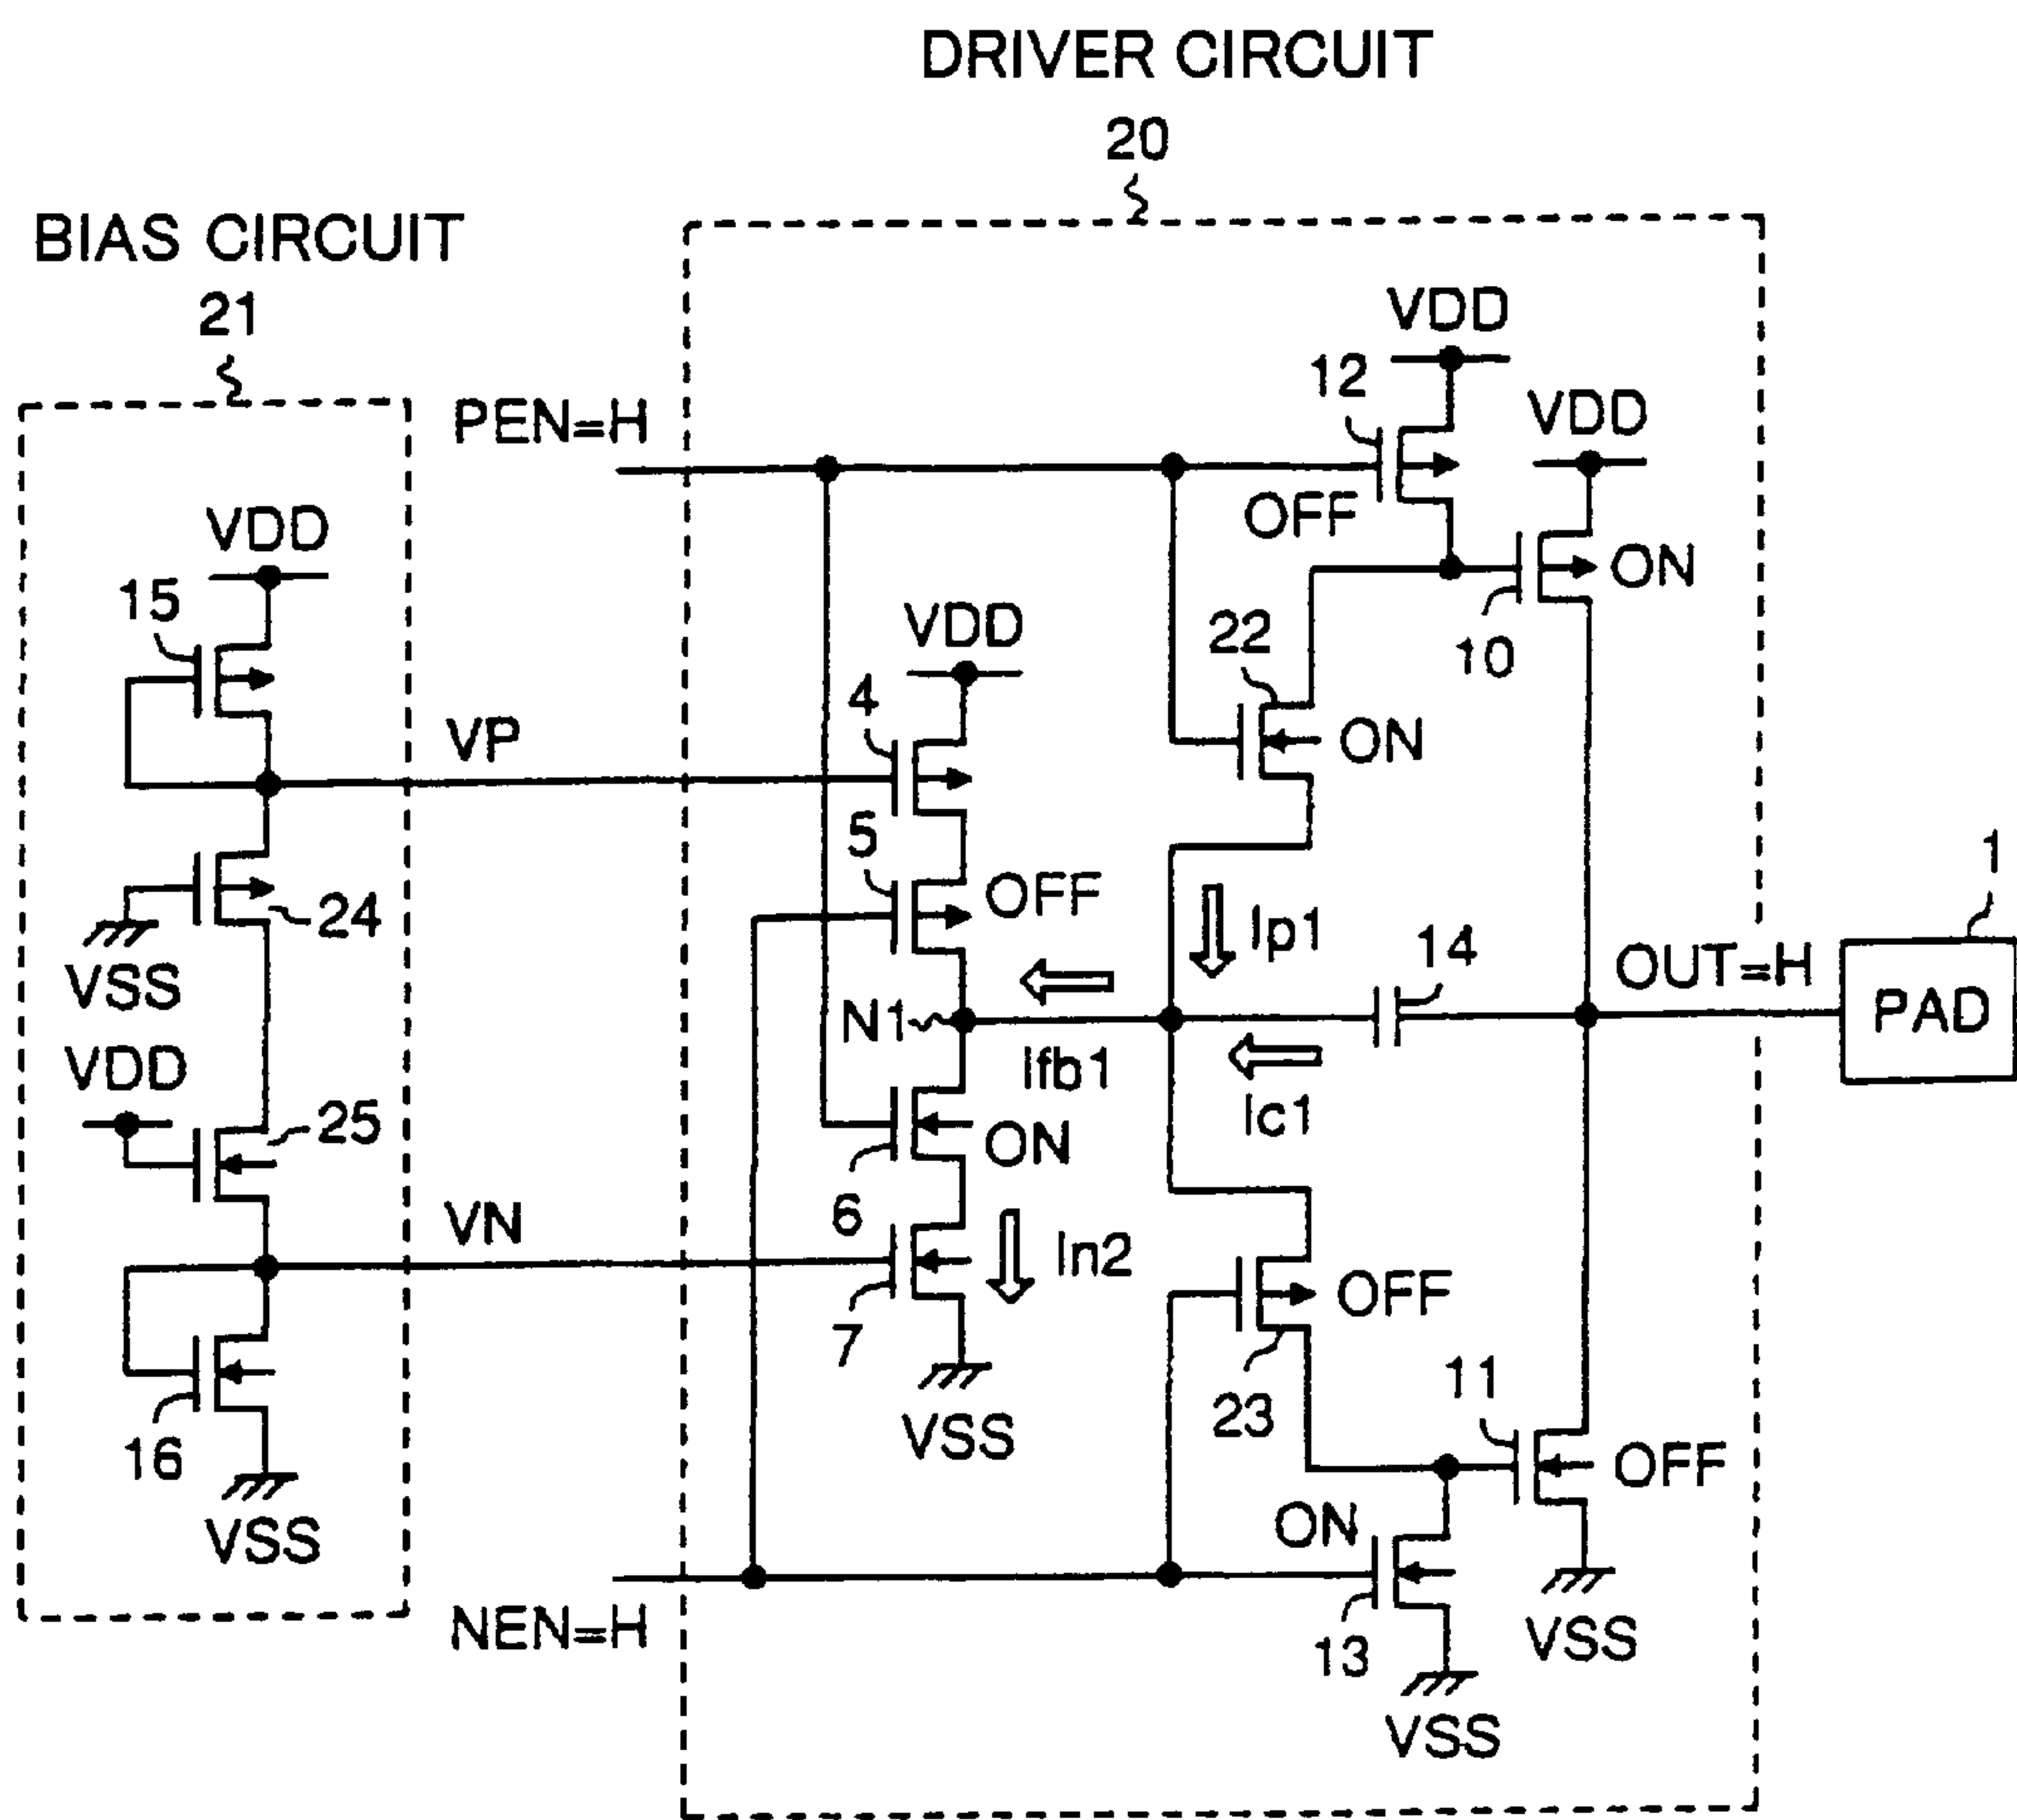 DRIVER CIRCUIT
20
BIAS CIRCUIT
21
VDD
12
VDD
PEN=H
OFF
VDD
15
ON
VDD
22
10
4
VP
ON
5
1
OFF
24
Ip1
14
OUT=H
VSS
N1
PAD
VDD
Ifb1
Ic1
25
ON
6
VN
In2
OFF
7
11
23
VSS
16
OFF
ON
VSS
NEN=H
13
VSS
VSS